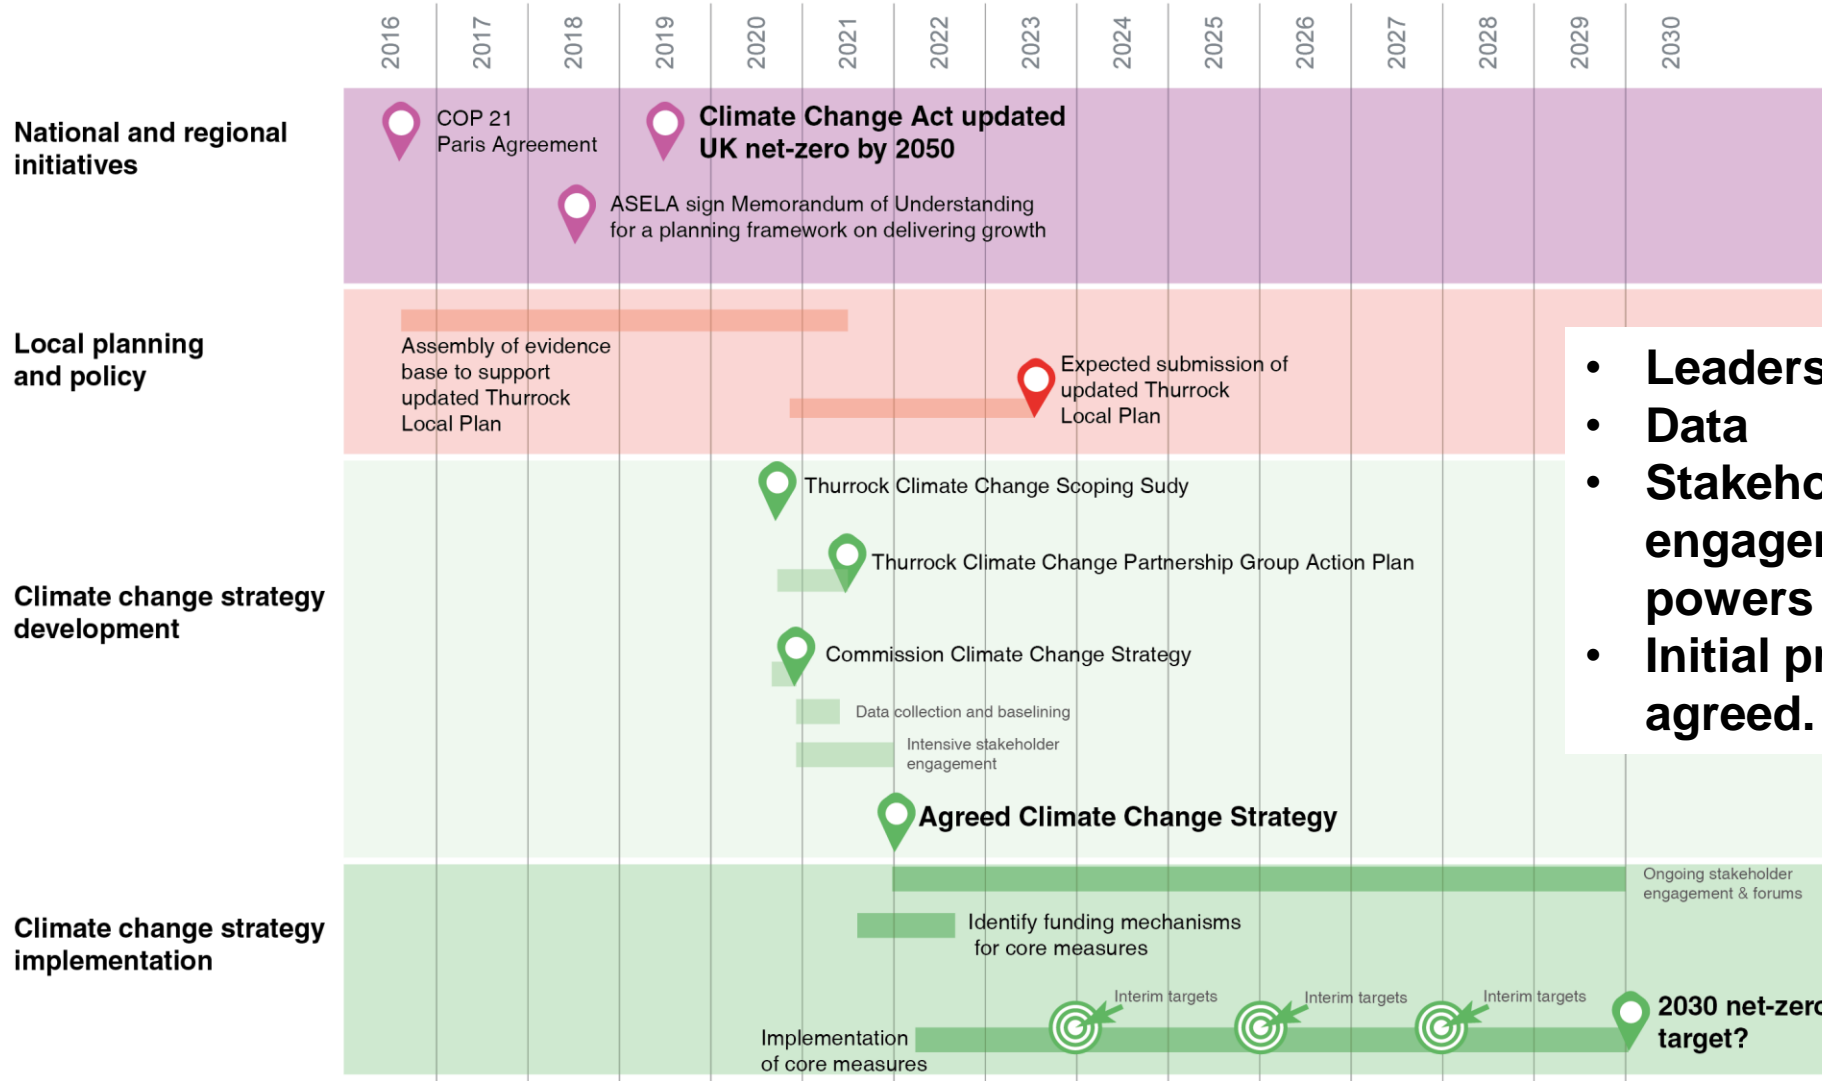 2016
2017
2018
2019
2020
2021
2022
2023
2024
2025
2026
2027
2028
2029
2030
National and regional
initiatives
COP 21
Paris Agreement
Climate Change Act updated
UK net-zero by 2050
ASELA sign Memorandum of Understanding
for a planning framework on delivering growth
Local planning
and policy
Assembly of evidence
base to support
updated Thurrock
Local Plan
Expected submission of
updated Thurrock
Local Plan
• Data
•
powers
• Initial
agreed.
Climate change strategy
development
Thurrock Climate Change Scoping Sudy
Thurrock Climate Change Partnership Group Action Plan
Commission Climate Change Strategy
Data collection and baselining
Intensive stakeholder
engagement
Agreed Climate Change Strategy
Climate change strategy
implementation
Ongoing stakeholder
engagement & forums
Identify funding mechanisms
for core measures
Interim targets
Interim targets
Interim targets
Implementation
of core measures
2030 net-zero
target?